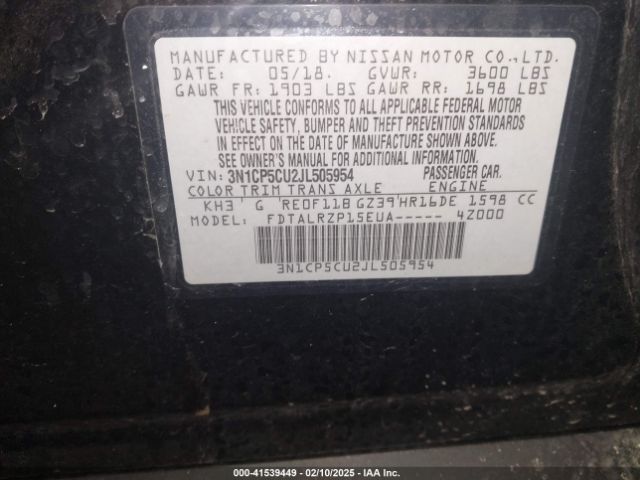 MANUFACTURED BY NISSAN MOTOR CO.,LTD.
DATE: 05/18. GVWR: 3600 LBS
GAWR FR: 1903 LBS GAWR RR: 1698 LBS
THIS VEHICLE CONFORMS TO ALL APPLICABLE FEDERAL MOTOR
VEHICLE SAFETY, BUMPER AND THEFT PREVENTION STANDARDS
IN EFFECT ON THE DATE OF MANUFACTURE SHOWN ABOVE.
SEE OWNER'S MANUAL FOR ADDITIONAL INFORMATION.
VIN: 3N1CP5CU2JL505954 PASSENGER CAR.
COLOR TRIM TRANS AXLE ENGINE
KH3' G 'RE0F11B GZ39'HR16DE 1598 CC
MODEL: FDTALRZP15EUA----- 4Z000
3N1CP5CU2JL505954
000-41539449 — 02/10/2025 — IAA Inc.